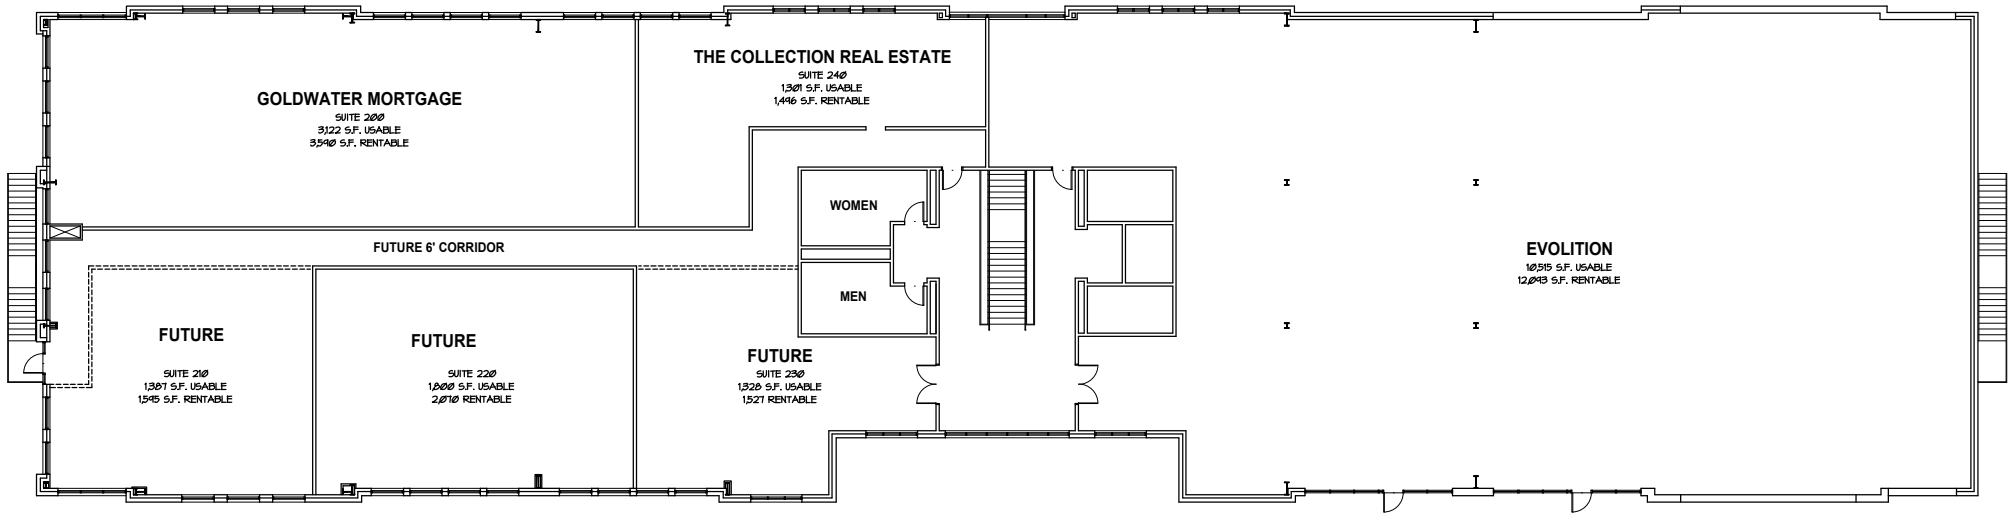 THE COLLECTION REAL ESTATE
SUITE 240
1,301 S.F. USABLE
1,496 S.F. RENTABLE
GOLDWATER MORTGAGE
SUITE 200
3,122 S.F. USABLE
3,590 S.F. RENTABLE
WOMEN
FUTURE 6' CORRIDOR
EVOLITION
10,515 S.F. USABLE
12,093 S.F. RENTABLE
MEN
FUTURE
SUITE 210
1,387 S.F. USABLE
1,595 S.F. RENTABLE
FUTURE
SUITE 220
1,800 S.F. USABLE
2,070 RENTABLE
FUTURE
SUITE 230
1,328 S.F. USABLE
1,527 RENTABLE